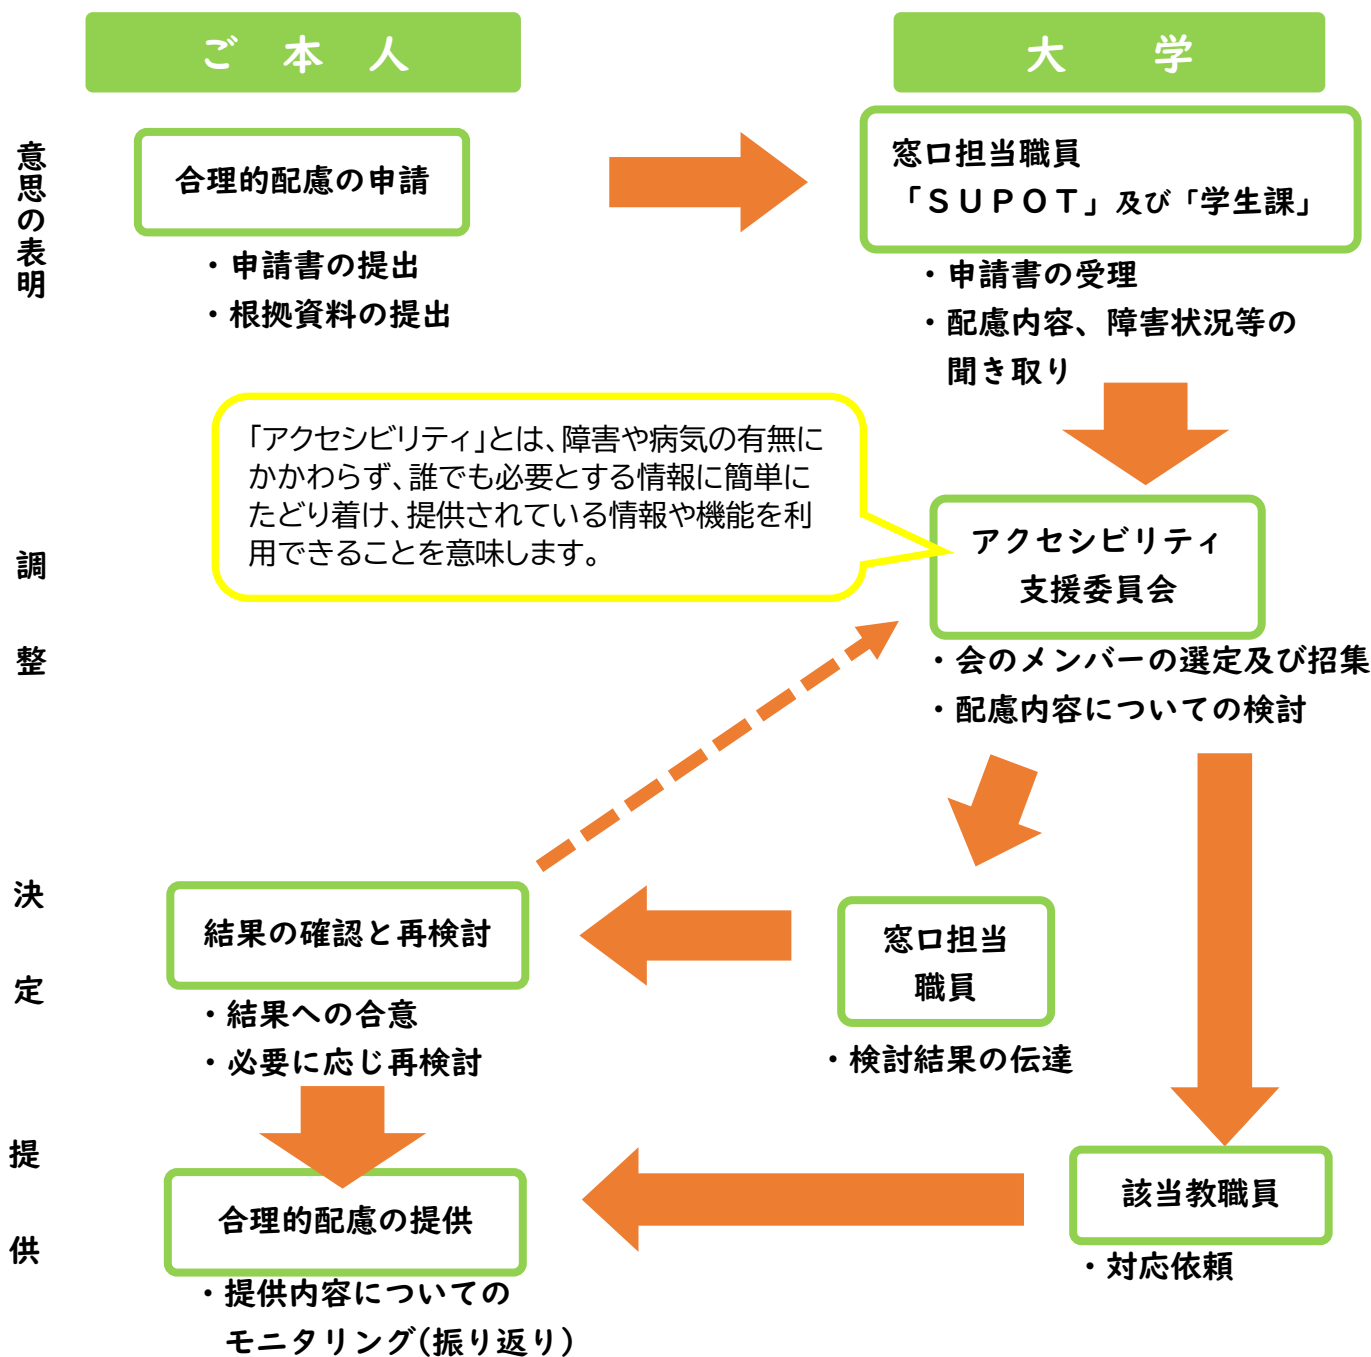 ご 本 人
大 学
意思の表明
合理的配慮の申請
・申請書の提出
・根拠資料の提出
窓口担当職員
「ＳＵＰＯＴ」及び「学生課」
・申請書の受理
・配慮内容、障害状況等の
聞き取り
「アクセシビリティ」とは、障害や病気の有無に
かかわらず、誰でも必要とする情報に簡単に
たどり着け、提供されている情報や機能を利
用できることを意味します。
調整
アクセシビリティ
支援委員会
・会のメンバーの選定及び招集
・配慮内容についての検討
決定
結果の確認と再検討
・結果への合意
・必要に応じ再検討
窓口担当
職員
・検討結果の伝達
提供
合理的配慮の提供
・提供内容についての
モニタリング(振り返り)
該当教職員
・対応依頼